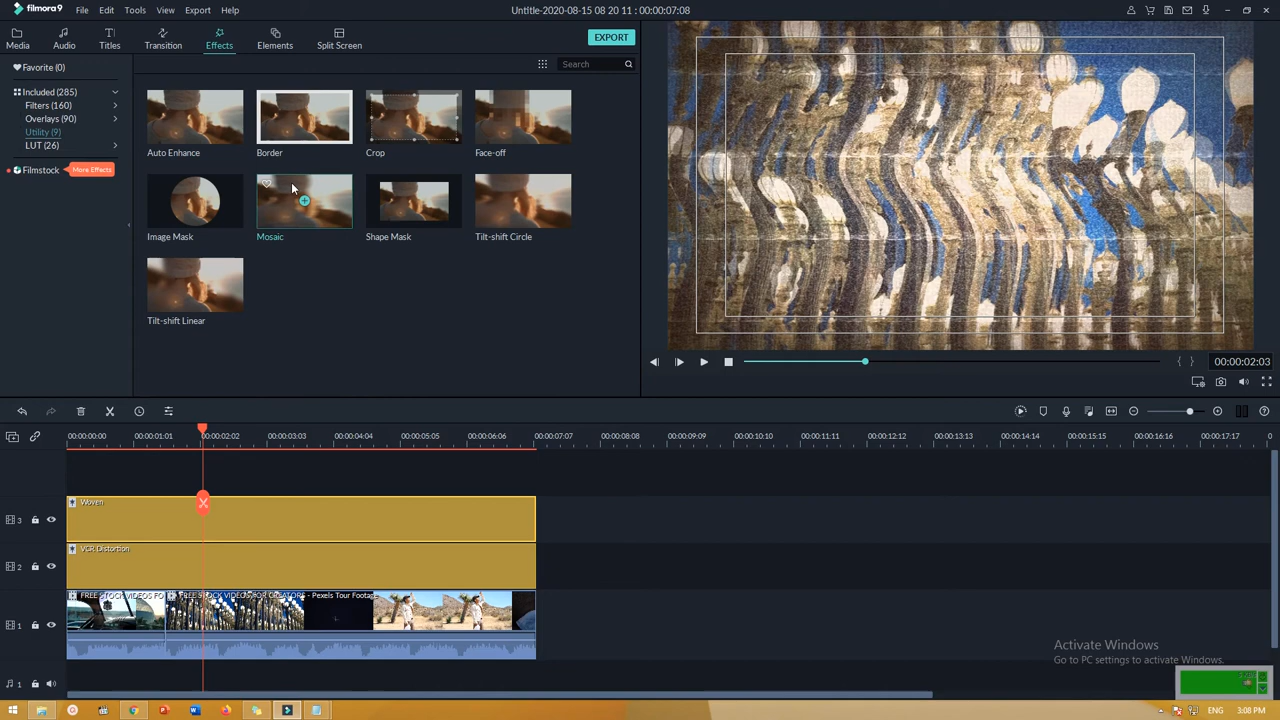 filmora9 File Edit Tools View Export Help
Untitle-2020-08-15 08 20 11 : 00:00:07:08
Media Audio Titles Transition Effects Elements Split Screen
EXPORT
Favorite (0)
Included (285)
Filters (160)
Overlays (90)
Utility (9)
LUT (26)
Filmstock More Effects
Search
Auto Enhance Border Crop Face-off
Image Mask Mosaic Shape Mask Tilt-shift Circle
Tilt-shift Linear
{ } 00:00:02:03
00:00:00:00 00:00:01:01 00:00:02:02 00:00:03:03 00:00:04:04 00:00:05:05 00:00:06:06 00:00:07:07 00:00:08:08 00:00:09:09 00:00:10:10 00:00:11:11 00:00:12:12 00:00:13:13 00:00:14:14 00:00:15:15 00:00:16:16 00:00:17:17 0
3 Woven
2 VCR Distortion
FREE STOCK VIDEOS FO FREE STOCK VIDEOS FOR CREATORS - Pexels Tour Footage
1
1
Activate Windows
Go to PC settings to activate Windows.
ENG 3:08 PM